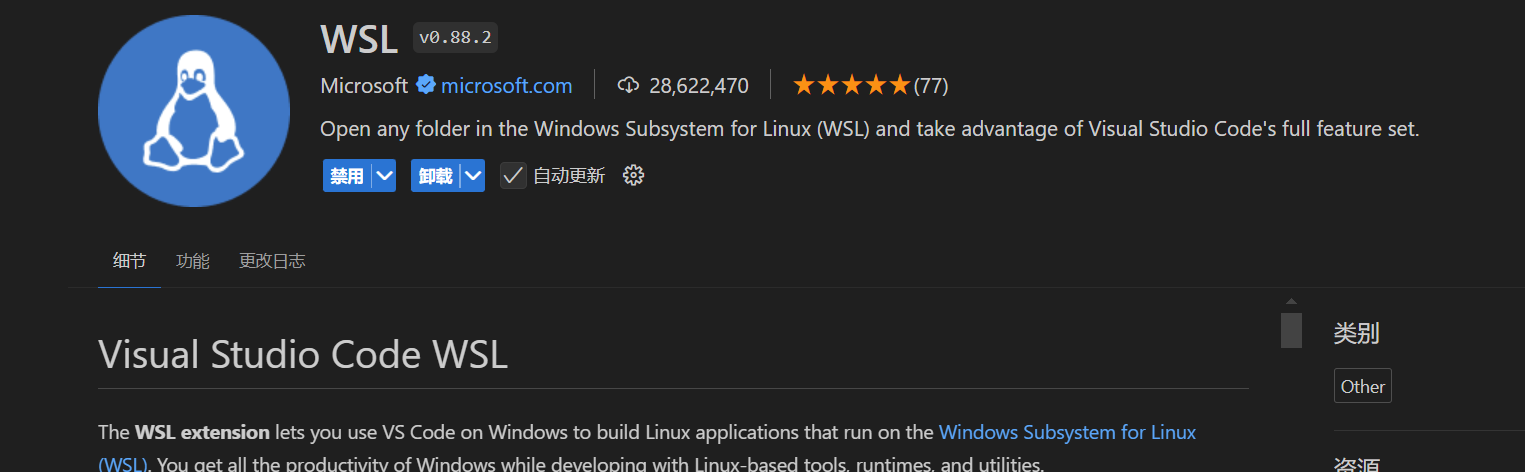 WSL v0.88.2
Microsoft microsoft.com 28,622,470 (77)
Open any folder in the Windows Subsystem for Linux (WSL) and take advantage of Visual Studio Code's full feature set.
禁用 卸载 自动更新
细节 功能 更改日志
Visual Studio Code WSL
类别
Other
The WSL extension lets you use VS Code on Windows to build Linux applications that run on the Windows Subsystem for Linux
(WSL). You get all the productivity of Windows while developing with Linux-based tools, runtimes, and utilities.
资源